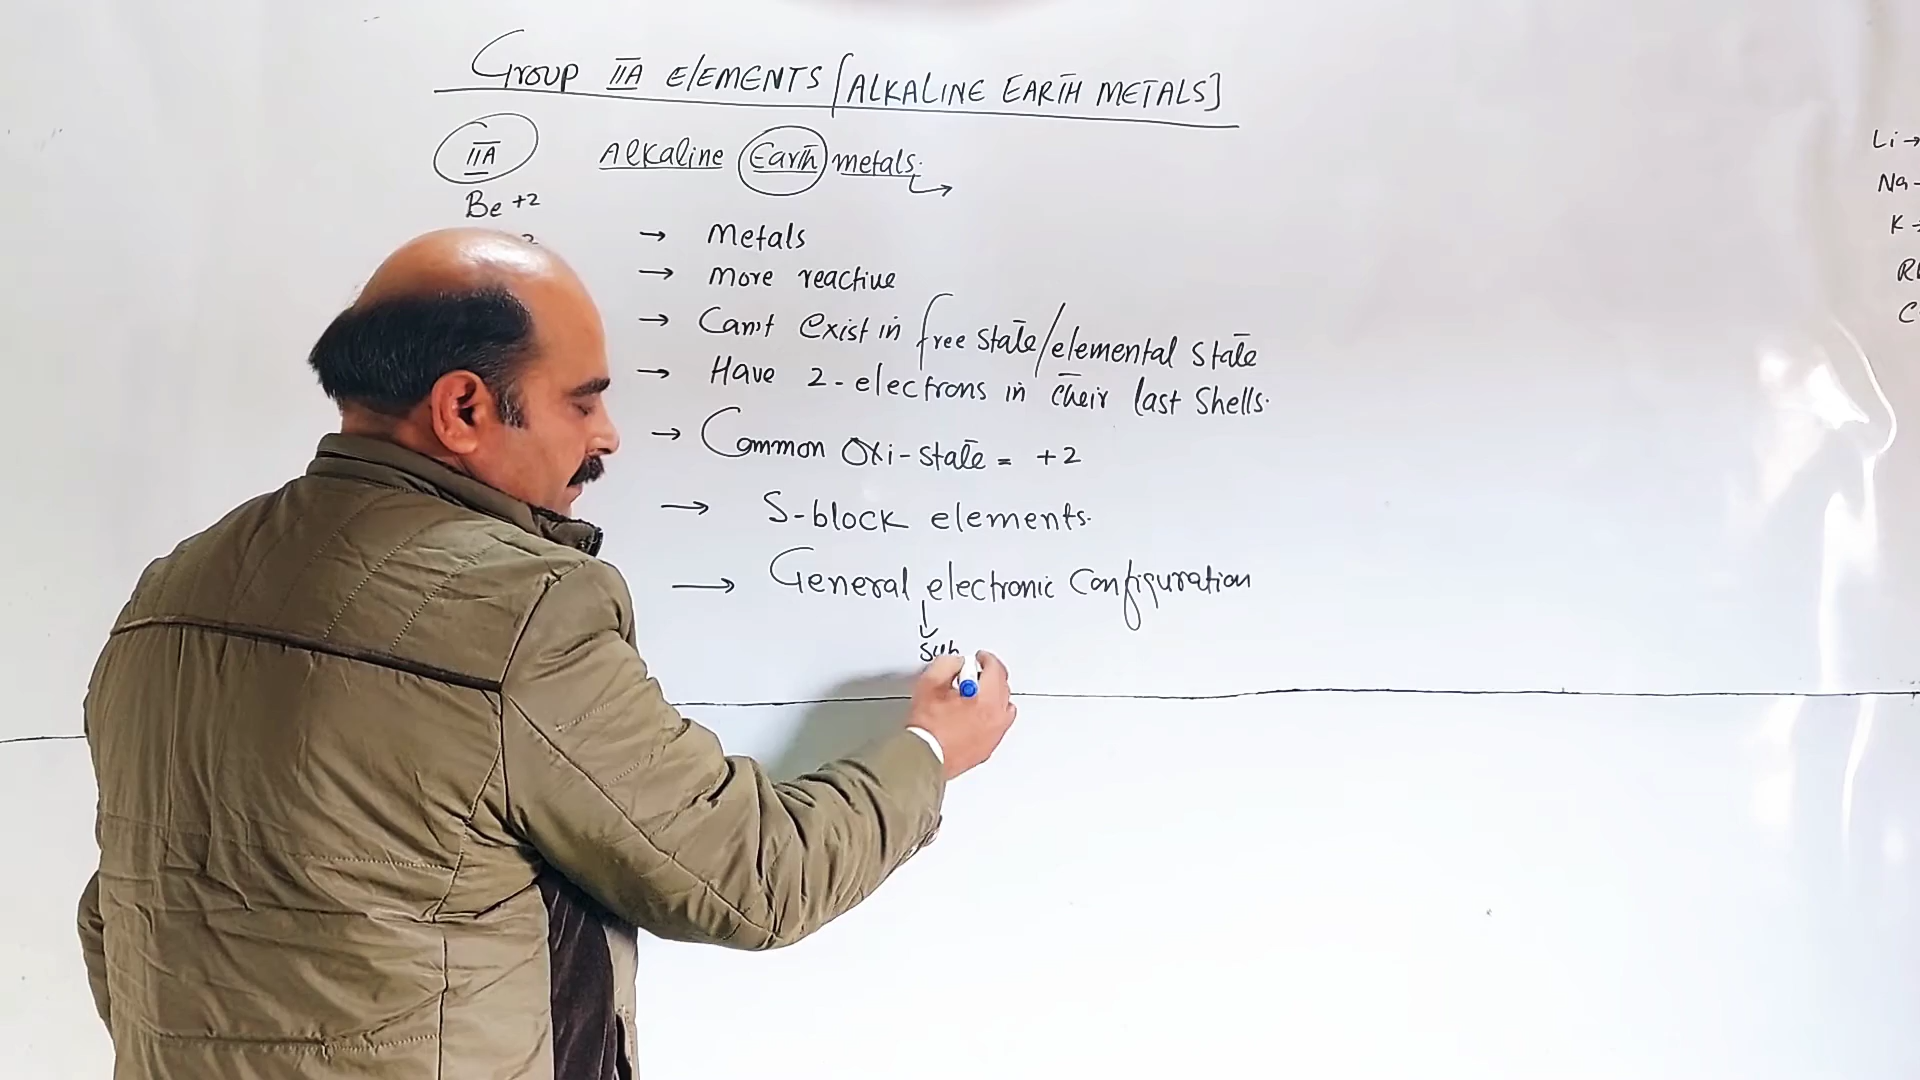 Group IIA Elements [ALKALINE EARTH METALS]
IIA
Alkaline Earth metals.
Be +2
2
→ Metals
→ More reactive
→ Can't exist in free state/elemental state
→ Have 2-electrons in their last shells.
→ Common Oxi-state = +2
→ S-block elements.
→ General electronic Configuration
Sub
Li →
Na -
K →